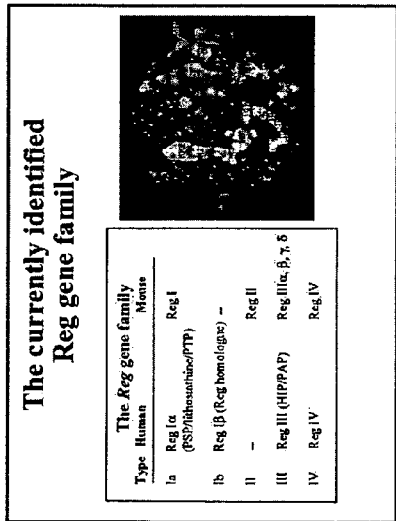 The currently identified
Reg gene family
The Reg gene family
Type Human Mouse
Ia Reg Iα Reg I
(PSP/lithostathine/PTP)
Ib Reg Iβ (Reg homologue) –
II – Reg II
III Reg III (HIP/PAP) Reg IIIα, β, γ, δ
IV Reg IV Reg IV